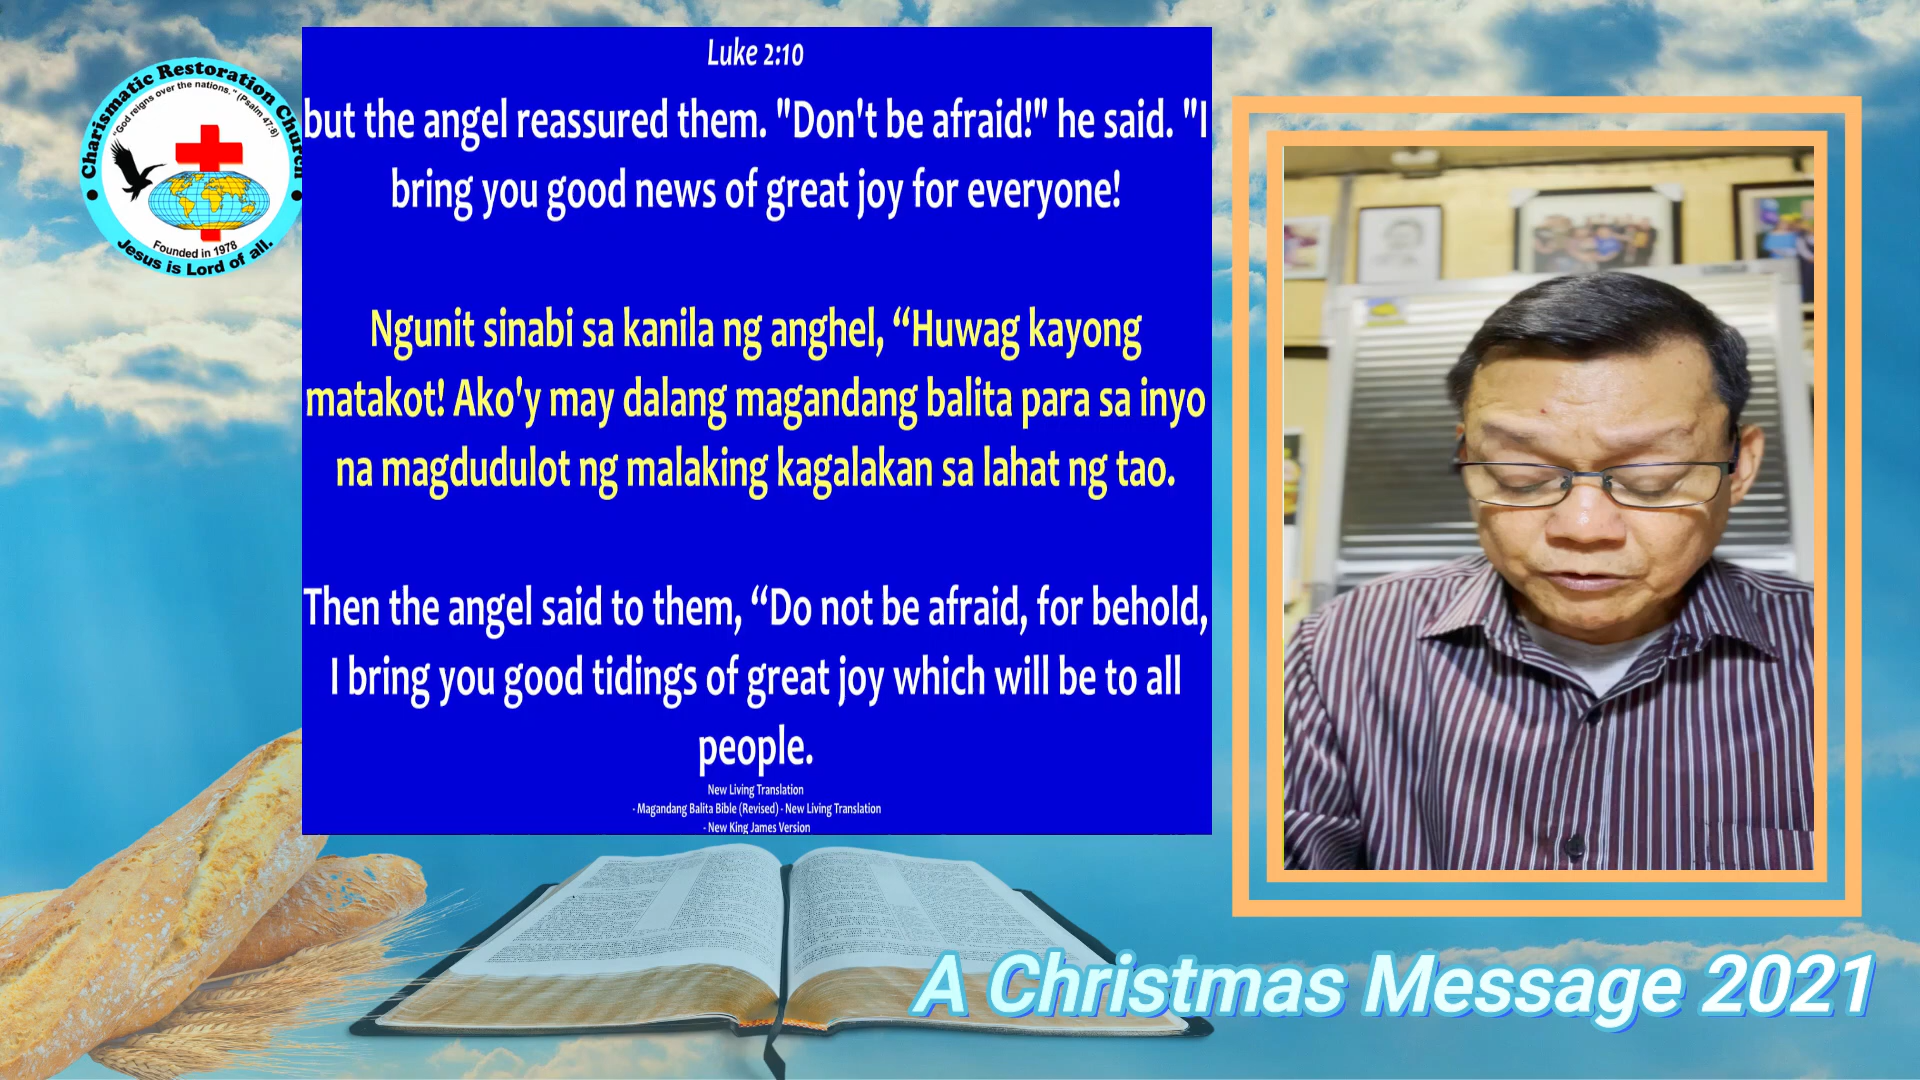 Charismatic Restoration Church
"God reigns over the nations." (Psalm 47:8)
Founded in 1978
Jesus is Lord of all.
Luke 2:10
but the angel reassured them. "Don't be afraid!" he said. "I
bring you good news of great joy for everyone!
Ngunit sinabi sa kanila ng anghel, “Huwag kayong
matakot! Ako'y may dalang magandang balita para sa inyo
na magdudulot ng malaking kagalakan sa lahat ng tao.
Then the angel said to them, “Do not be afraid, for behold,
I bring you good tidings of great joy which will be to all
people.
New Living Translation
- Magandang Balita Bible (Revised) - New Living Translation
- New King James Version
A Christmas Message 2021